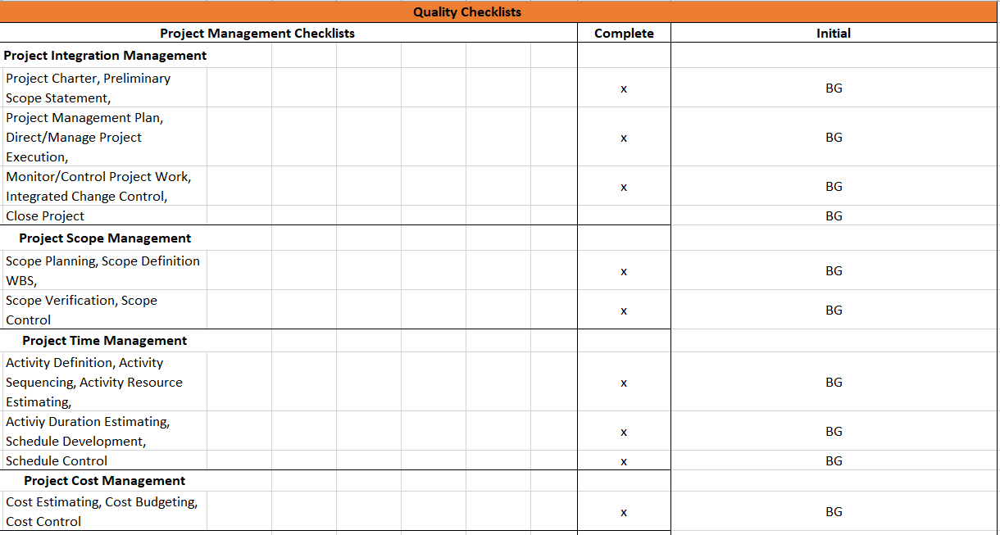 Quality Checklists
Project Management Checklists Complete Initial
Project Integration Management
Project Charter, Preliminary
Scope Statement,
x BG
Project Management Plan,
Direct/Manage Project
Execution,
x BG
Monitor/Control Project Work,
Integrated Change Control,
x BG
Close Project BG
Project Scope Management
Scope Planning, Scope Definition
WBS,
x BG
Scope Verification, Scope
Control
x BG
Project Time Management
Activity Definition, Activity
Sequencing, Activity Resource
Estimating,
x BG
Activiy Duration Estimating,
Schedule Development,
x BG
Schedule Control x BG
Project Cost Management
Cost Estimating, Cost Budgeting,
Cost Control
x BG